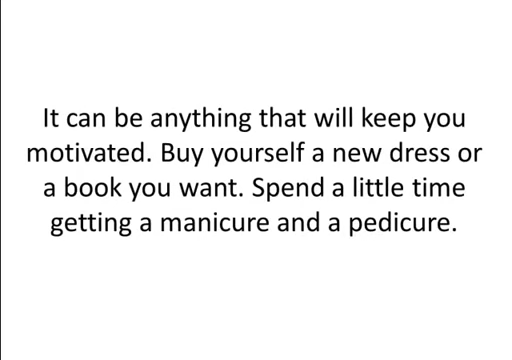 It can be anything that will keep you
motivated. Buy yourself a new dress or
a book you want. Spend a little time
getting a manicure and a pedicure.